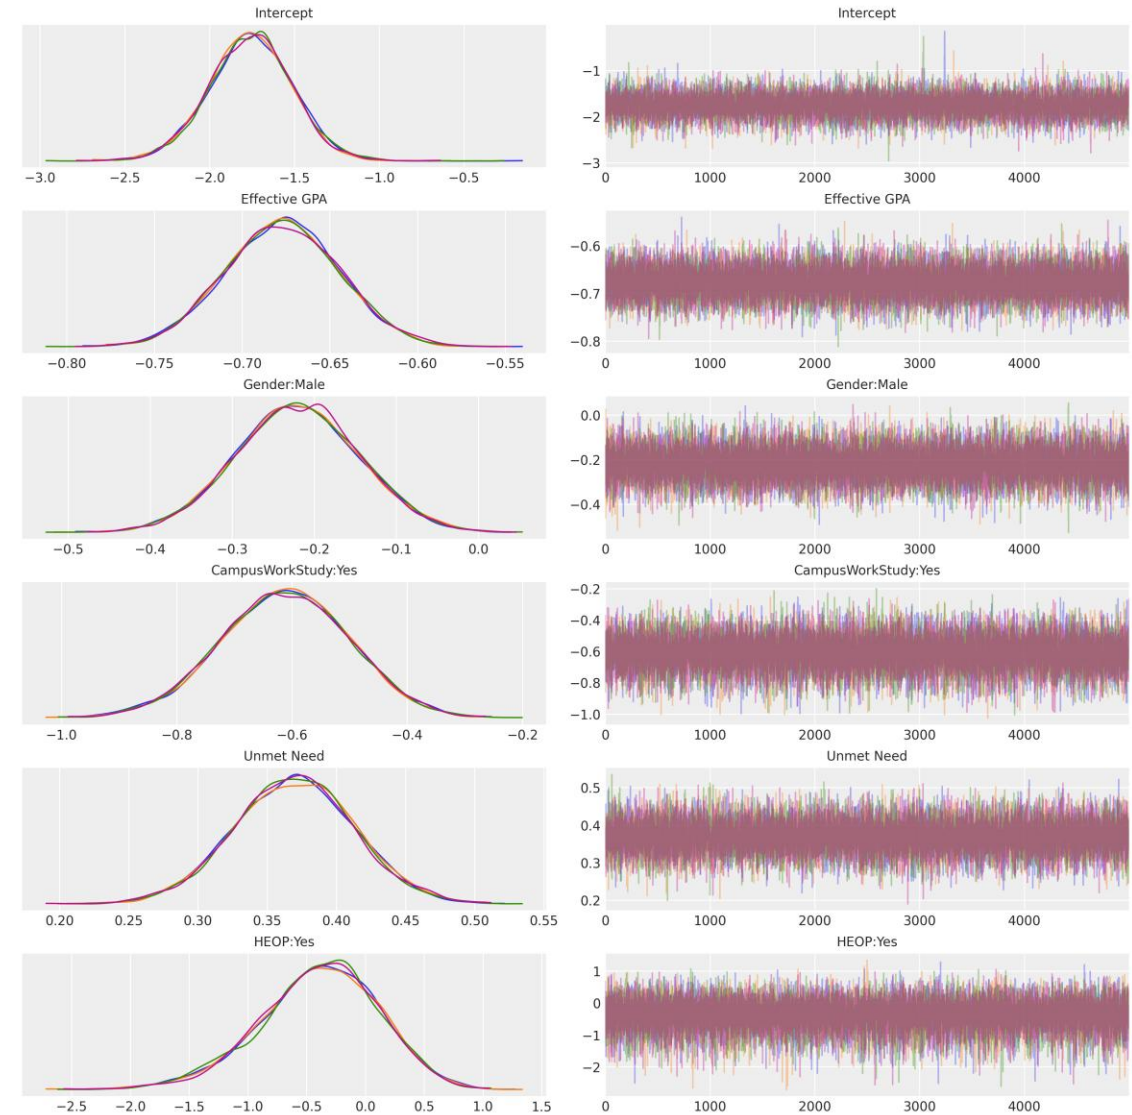 Intercept Intercept
−1
−2
−3
−3.0 −2.5 −2.0 −1.5 −1.0 −0.5 0 1000 2000 3000 4000
Effective GPA Effective GPA
−0.6
−0.7
−0.8
−0.80 −0.75 −0.70 −0.65 −0.60 −0.55 0 1000 2000 3000 4000
Gender:Male Gender:Male
0.0
−0.2
−0.4
−0.5 −0.4 −0.3 −0.2 −0.1 0.0 0 1000 2000 3000 4000
CampusWorkStudy:Yes CampusWorkStudy:Yes
−0.2
−0.4
−0.6
−0.8
−1.0
−1.0 −0.8 −0.6 −0.4 −0.2 0 1000 2000 3000 4000
Unmet Need Unmet Need
0.5
0.4
0.3
0.2
0.20 0.25 0.30 0.35 0.40 0.45 0.50 0.55 0 1000 2000 3000 4000
HEOP:Yes HEOP:Yes
1
0
−1
−2
−2.5 −2.0 −1.5 −1.0 −0.5 0.0 0.5 1.0 1.5 0 1000 2000 3000 4000